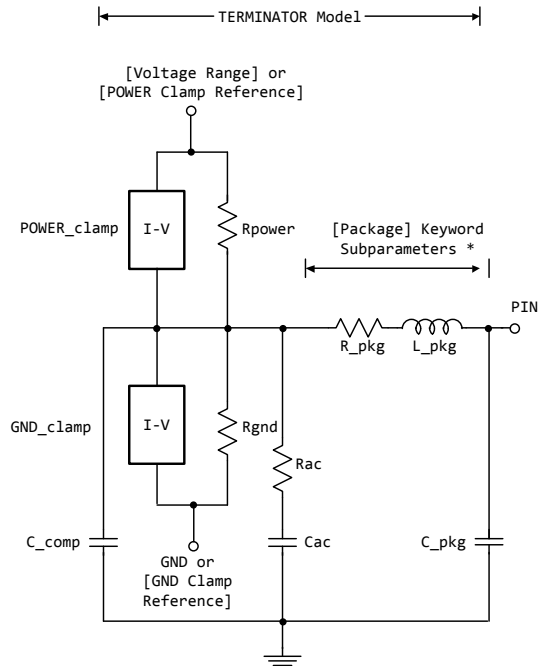 TERMINATOR Model
[Voltage Range] or
[POWER Clamp Reference]
POWER_clamp
I-V
Rpower
[Package] Keyword
Subparameters *
PIN
R_pkg
L_pkg
GND_clamp
I-V
Rgnd
Rac
C_comp
Cac
C_pkg
GND or
[GND Clamp
Reference]